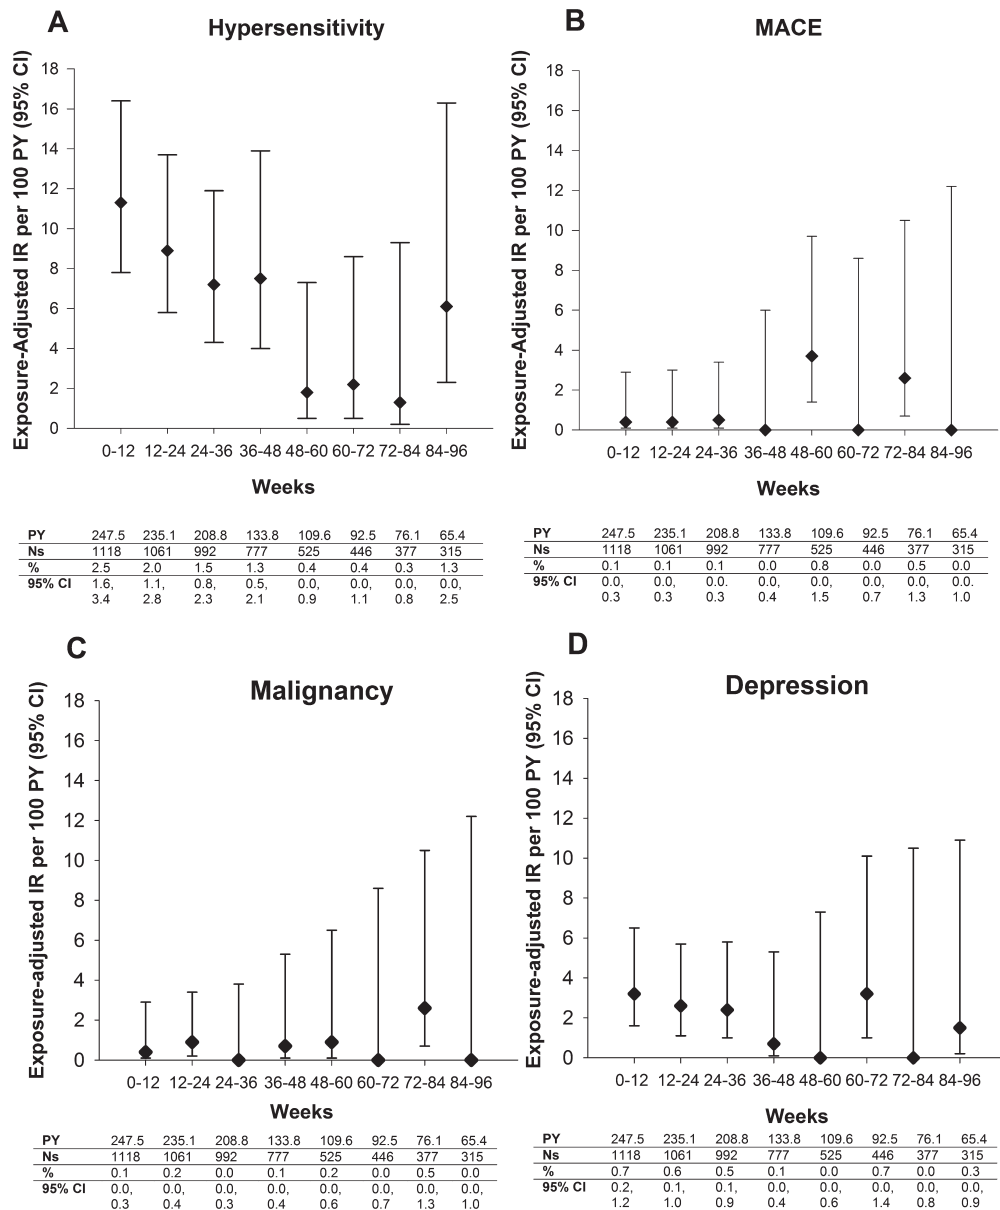 A
Hypersensitivity
Exposure-Adjusted IR per 100 PY (95% CI)
18
16
14
12
10
8
6
4
2
0
0-12 12-24 24-36 36-48 48-60 60-72 72-84 84-96
Weeks
PY 247.5 235.1 208.8 133.8 109.6 92.5 76.1 65.4
Ns 1118 1061 992 777 525 446 377 315
% 2.5 2.0 1.5 1.3 0.4 0.4 0.3 1.3
95% CI 1.6, 1.1, 0.8, 0.5, 0.0, 0.0, 0.0, 0.0,
3.4 2.8 2.3 2.1 0.9 1.1 0.8 2.5
B
MACE
Exposure-Adjusted IR per 100 PY (95% CI)
18
16
14
12
10
8
6
4
2
0
0-12 12-24 24-36 36-48 48-60 60-72 72-84 84-96
Weeks
PY 247.5 235.1 208.8 133.8 109.6 92.5 76.1 65.4
Ns 1118 1061 992 777 525 446 377 315
% 0.1 0.1 0.1 0.0 0.8 0.0 0.5 0.0
95% CI 0.0, 0.0, 0.0, 0.0, 0.0, 0.0, 0.0, 0.0,
0.3 0.3 0.3 0.4 1.5 0.7 1.3 1.0
C
Malignancy
Exposure-adjusted IR per 100 PY (95% CI)
18
16
14
12
10
8
6
4
2
0
0-12 12-24 24-36 36-48 48-60 60-72 72-84 84-96
Weeks
PY 247.5 235.1 208.8 133.8 109.6 92.5 76.1 65.4
Ns 1118 1061 992 777 525 446 377 315
% 0.1 0.2 0.0 0.1 0.2 0.0 0.5 0.0
95% CI 0.0, 0.0, 0.0, 0.0, 0.0, 0.0, 0.0, 0.0,
0.3 0.4 0.3 0.4 0.6 0.7 1.3 1.0
D
Depression
Exposure-adjusted IR per 100 PY (95% CI)
18
16
14
12
10
8
6
4
2
0
0-12 12-24 24-36 36-48 48-60 60-72 72-84 84-96
Weeks
PY 247.5 235.1 208.8 133.8 109.6 92.5 76.1 65.4
Ns 1118 1061 992 777 525 446 377 315
% 0.7 0.6 0.5 0.1 0.0 0.7 0.0 0.3
95% CI 0.2, 0.1, 0.1, 0.0, 0.0, 0.0, 0.0, 0.0,
1.2 1.0 0.9 0.4 0.6 1.4 0.8 0.9